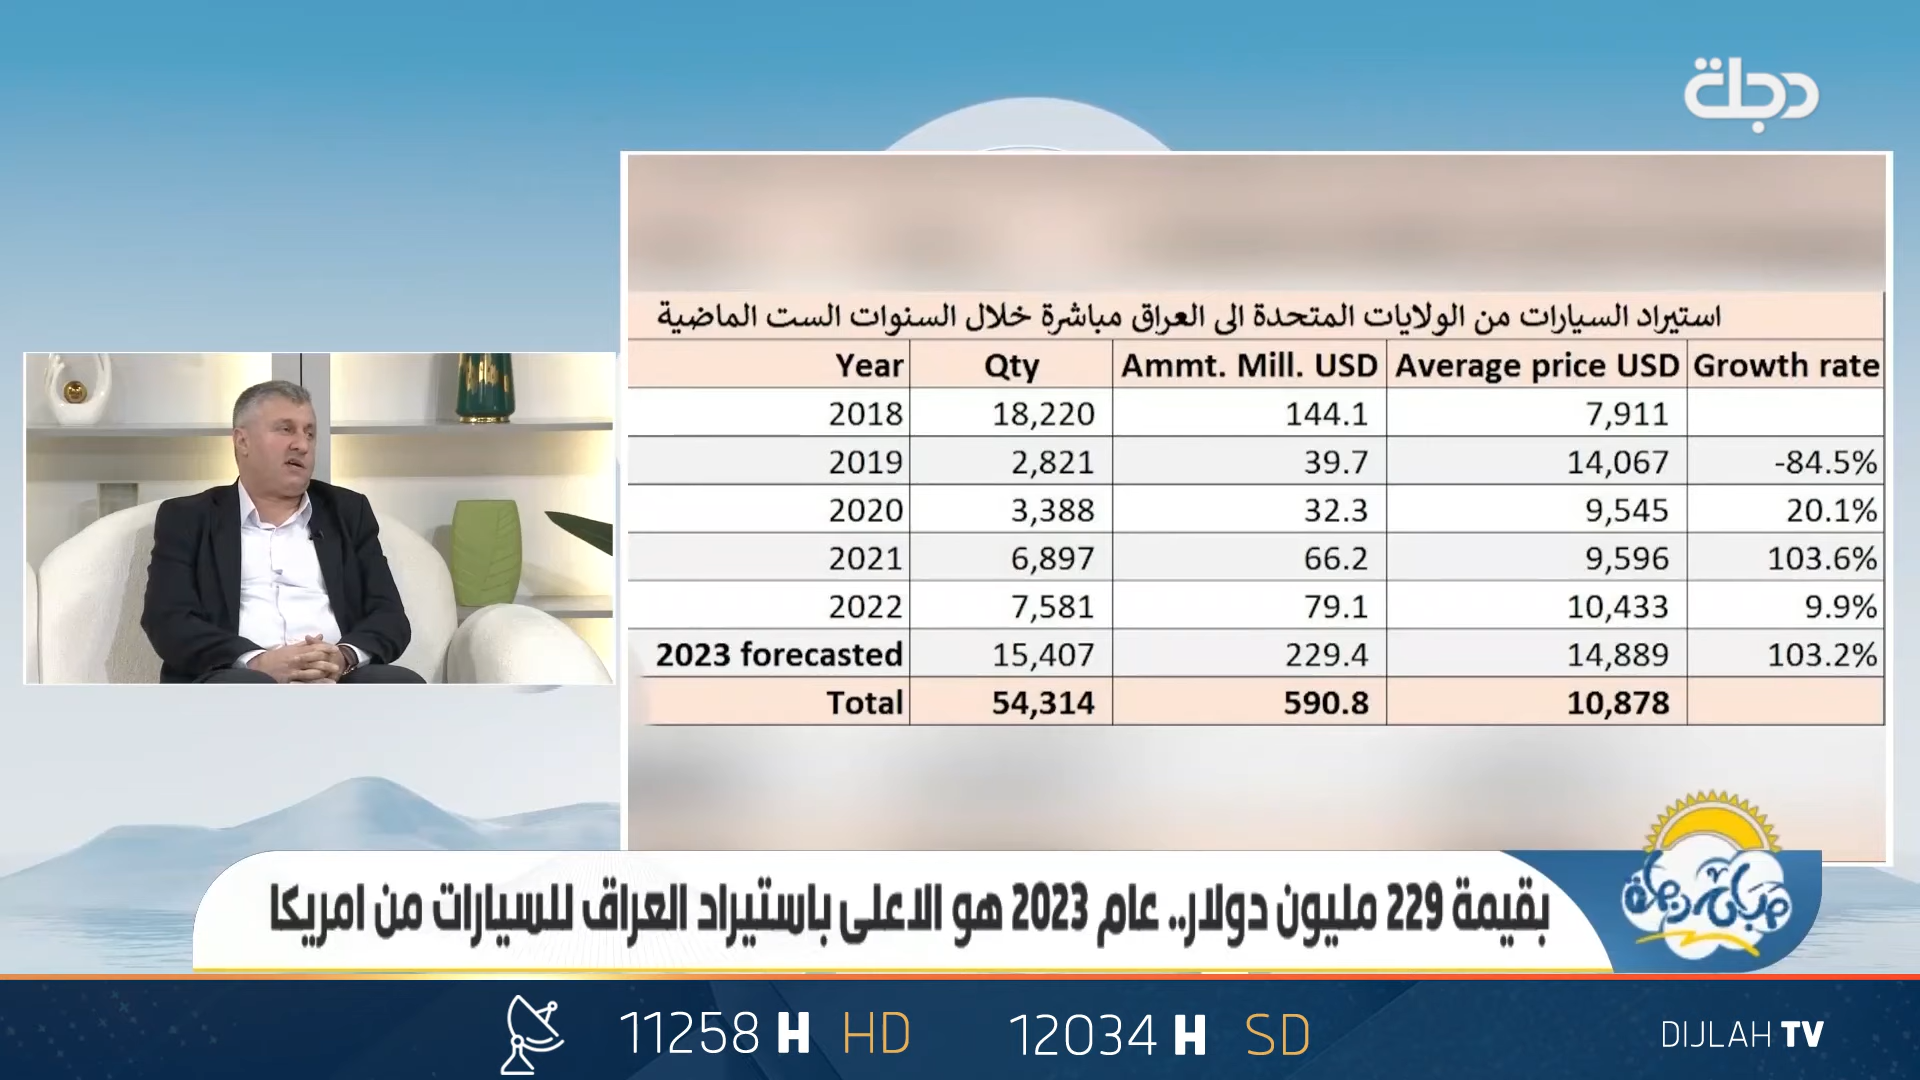 دجلة
استيراد السيارات من الولايات المتحدة الى العراق مباشرة خلال السنوات الست الماضية
Year Qty Ammt. Mill. USD Average price USD Growth rate
2018 18,220 144.1 7,911
2019 2,821 39.7 14,067 -84.5%
2020 3,388 32.3 9,545 20.1%
2021 6,897 66.2 9,596 103.6%
2022 7,581 79.1 10,433 9.9%
2023 forecasted 15,407 229.4 14,889 103.2%
Total 54,314 590.8 10,878
صباح دجلة
بقيمة 229 مليون دولار.. عام 2023 هو الاعلى باستيراد العراق للسيارات من امريكا
11258 H HD 12034 H SD DIJLAH TV